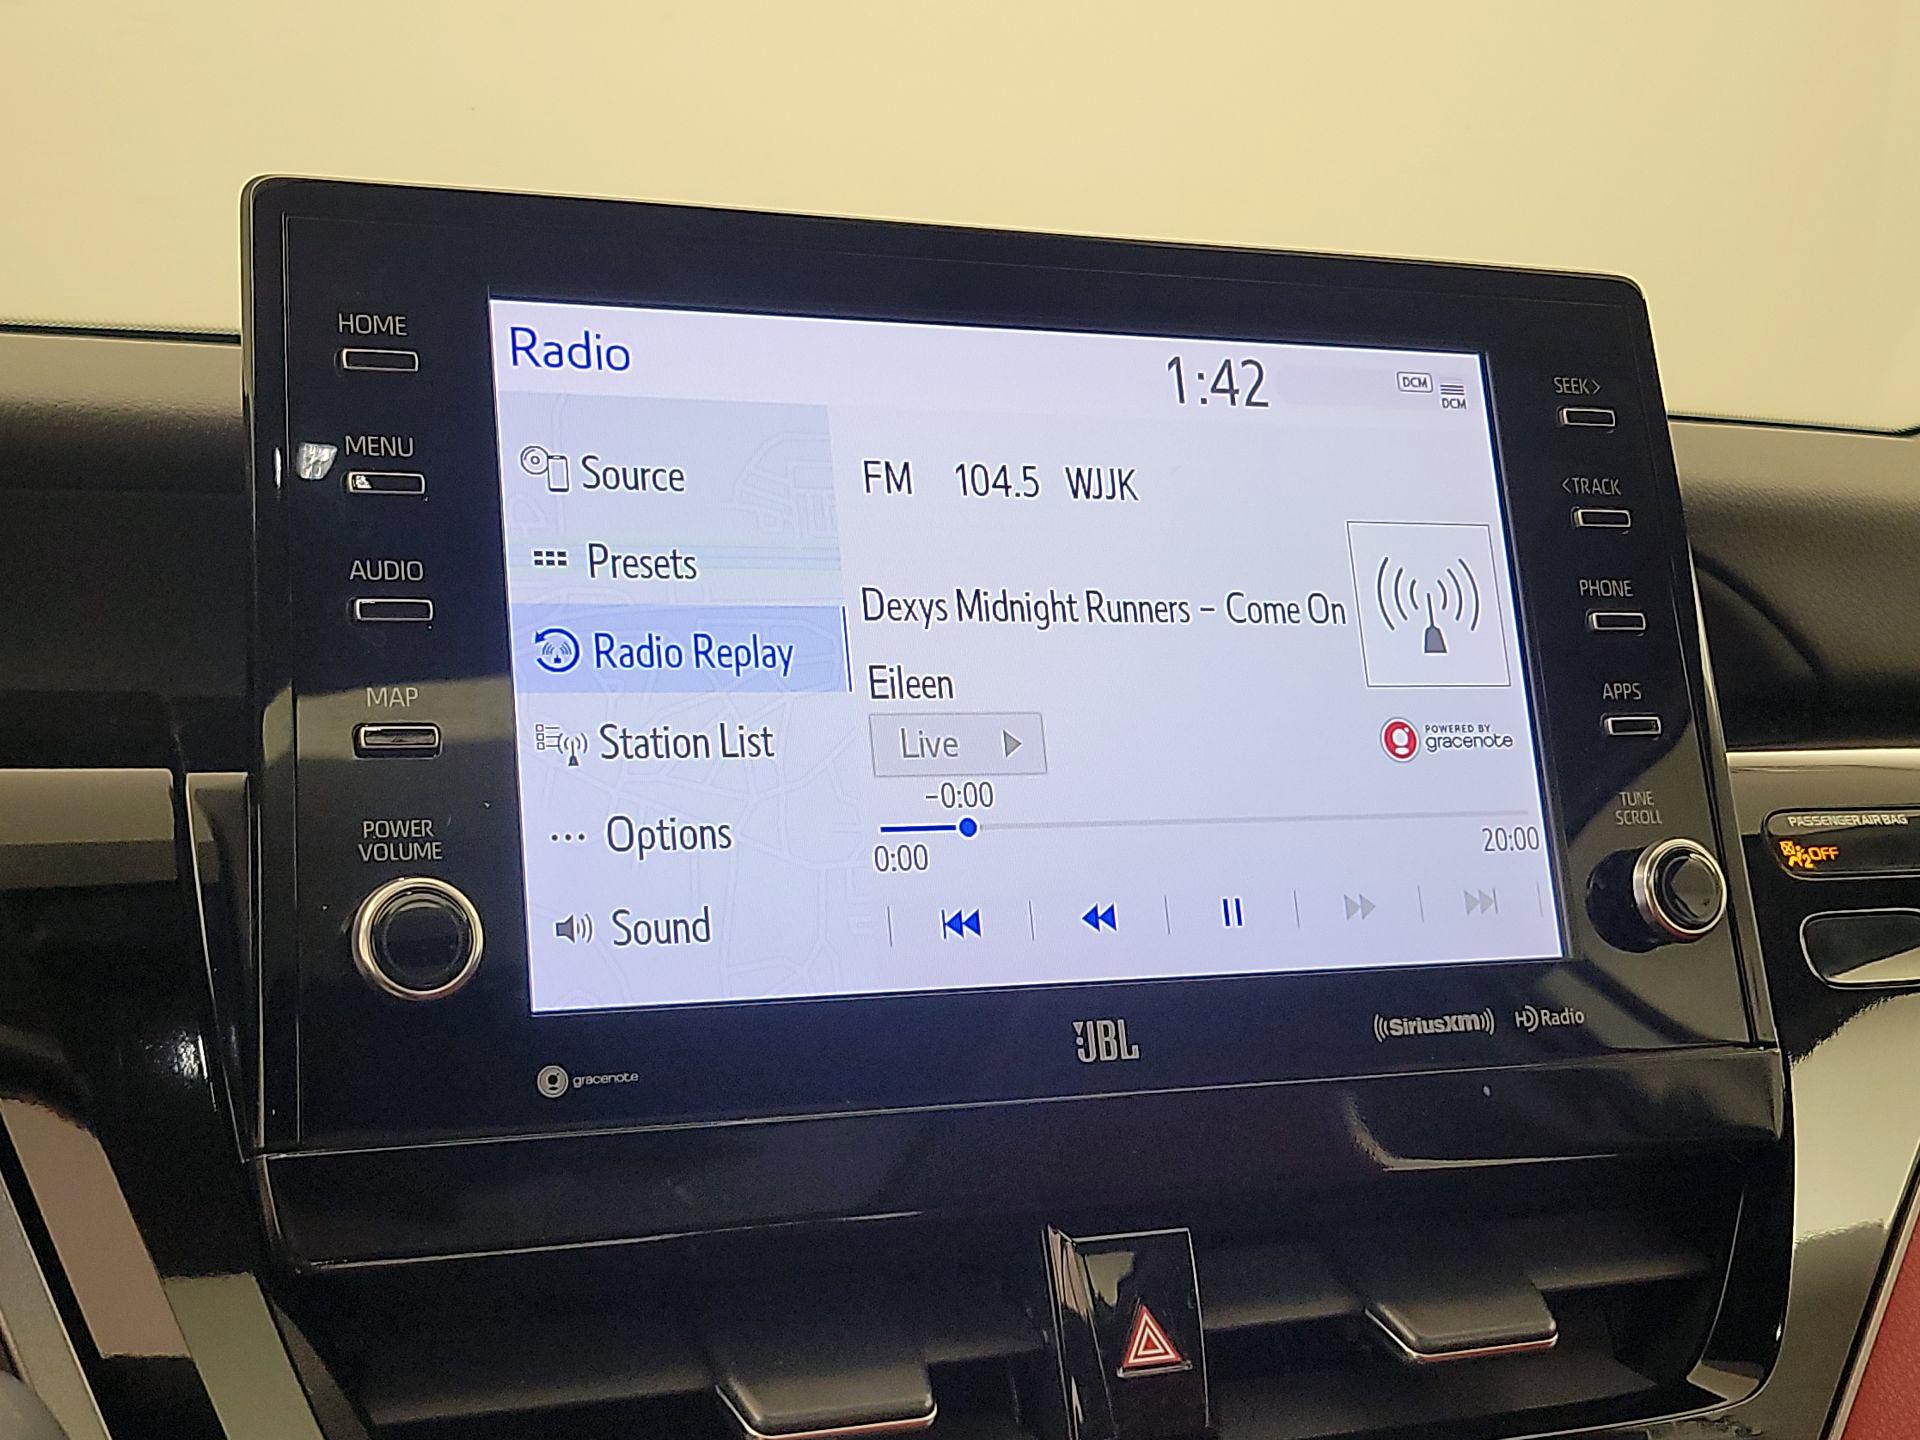 HOME
MENU
AUDIO
MAP
POWER
VOLUME
Radio
1:42
DCM
DCM
Source
Presets
Radio Replay
Station List
Options
Sound
FM 104.5 WJJK
Dexys Midnight Runners – Come On
Eileen
Live
POWERED BY
gracenote
-0:00
0:00
20:00
SEEK>
<TRACK
PHONE
APPS
TUNE
SCROLL
gracenote
JBL
((SiriusXM))
HD Radio
PASSENGER AIR BAG
2 OFF